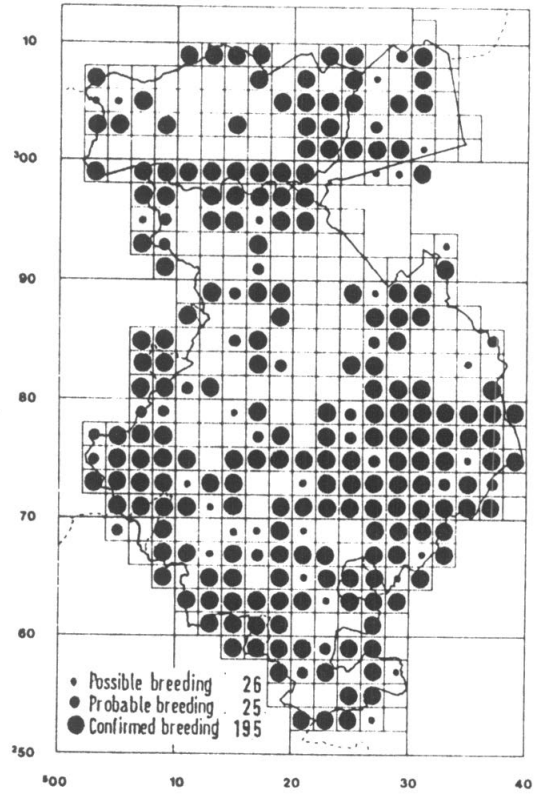 10
³00
90
80
70
60
²50
• Possible breeding 26
• Probable breeding 25
● Confirmed breeding 195
⁵00 10 20 30 40